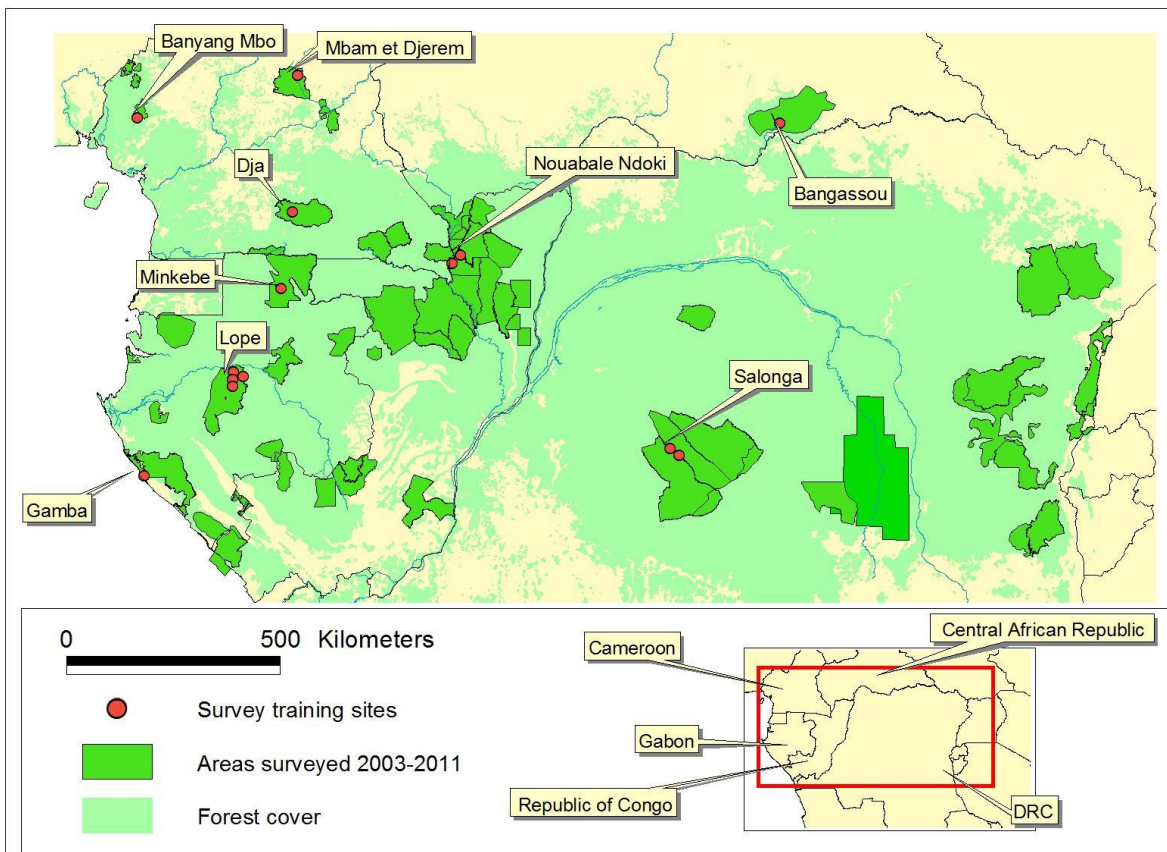 Banyang Mbo
Mbam et Djerem
Dja
Nouabale Ndoki
Bangassou
Minkebe
Lope
Salonga
Gamba
0 500 Kilometers
Survey training sites
Areas surveyed 2003-2011
Forest cover
Central African Republic
Cameroon
Gabon
Republic of Congo
DRC